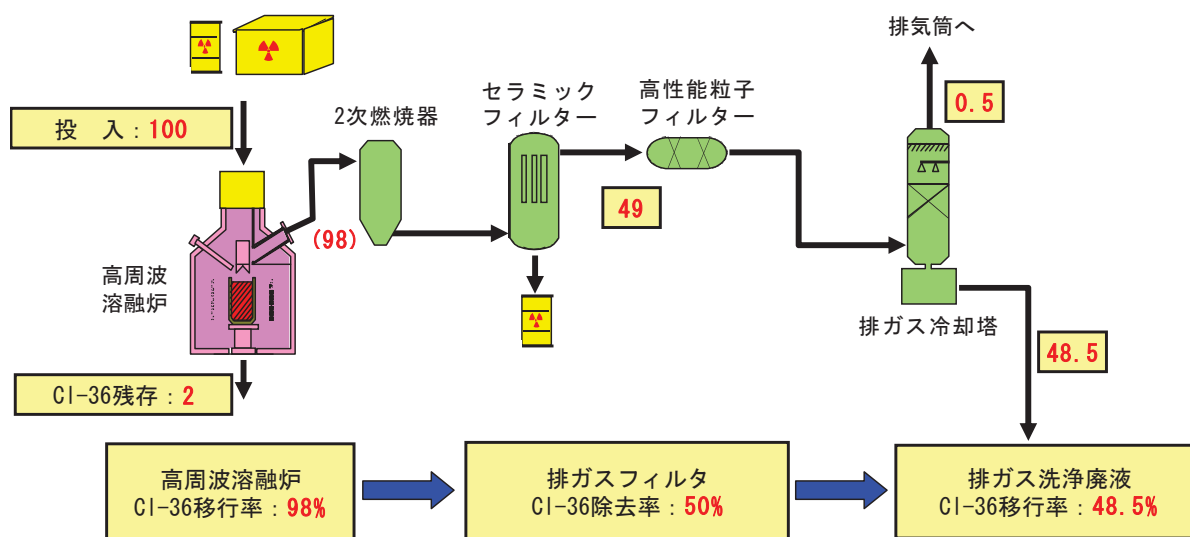 排気筒へ
0.5
セラミック
フィルター
高性能粒子
フィルター
2次燃焼器
投 入：100
49
(98)
高周波
溶融炉
排ガス冷却塔
48.5
Cl-36残存：2
高周波溶融炉
Cl-36移行率：98%
排ガスフィルタ
Cl-36除去率：50%
排ガス洗浄廃液
Cl-36移行率：48.5%